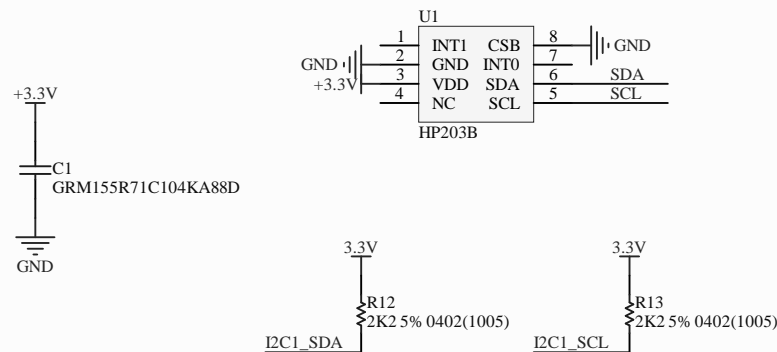 U1
1 INT1 CSB 8
GND 2 GND INT0 7 GND
+3.3V 3 VDD SDA 6 SDA
4 NC SCL 5 SCL
HP203B
+3.3V
C1
GRM155R71C104KA88D
GND
3.3V 3.3V
R12 R13
2K2 5% 0402(1005) 2K2 5% 0402(1005)
I2C1_SDA I2C1_SCL